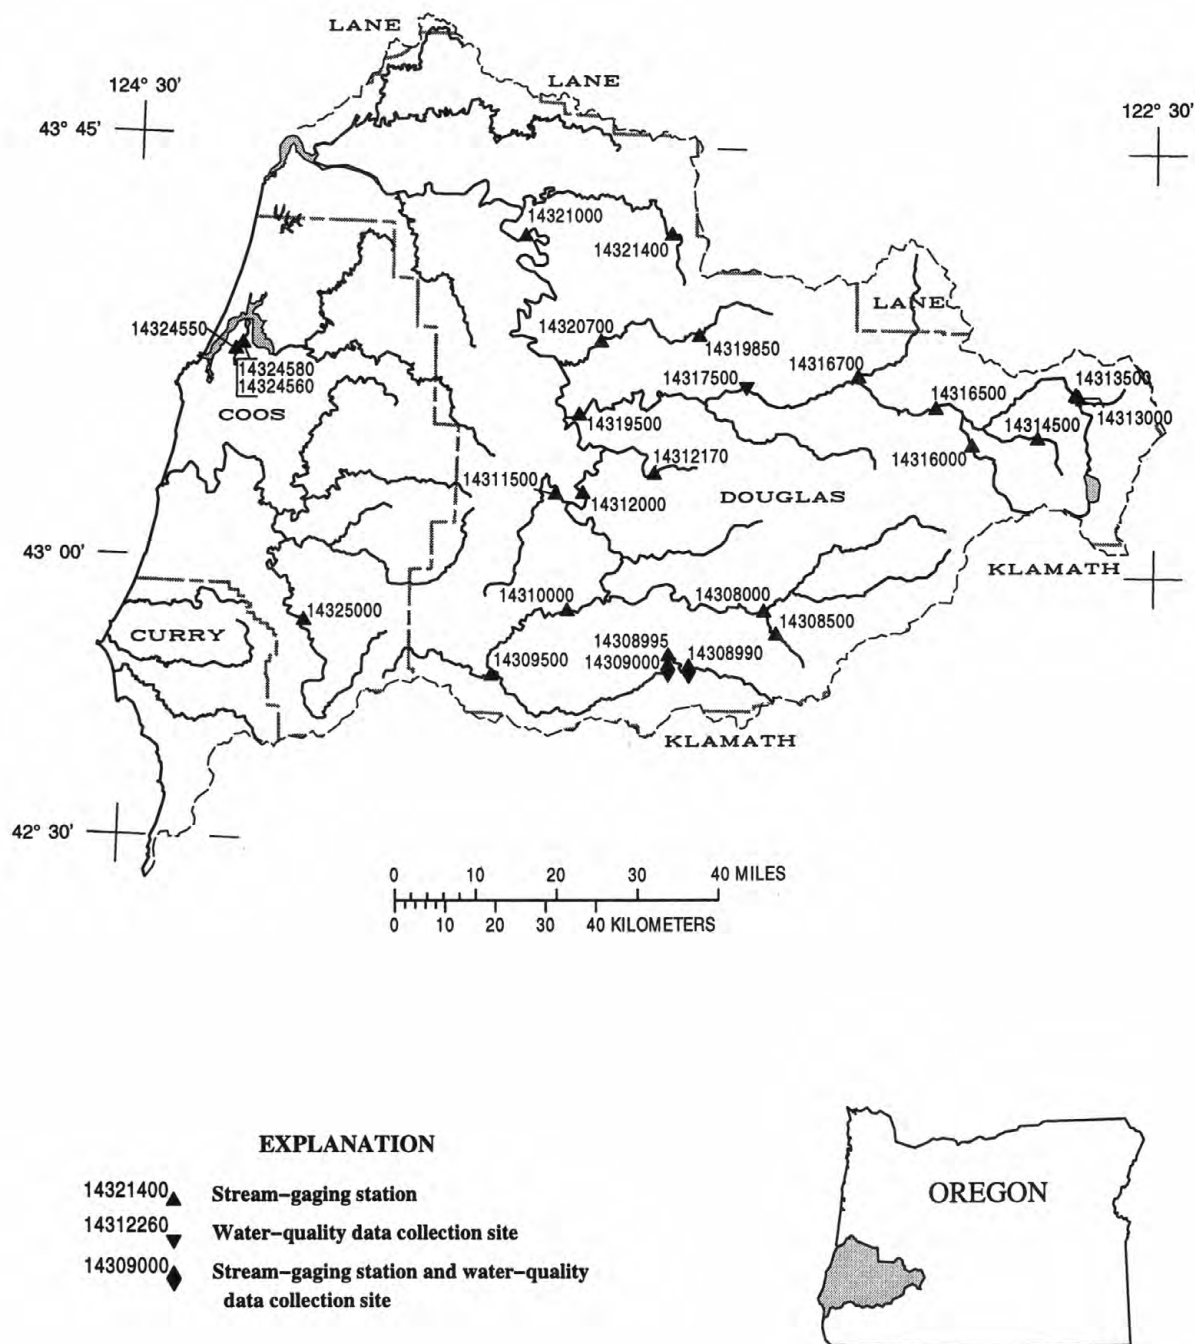 LANE
LANE
124° 30'
122° 30'
43° 45'
14321000
14321400
LANE
14324550
14320700
14319850
14316700
14324580
14324560
14317500
14316500
14313500
COOS
14319500
14314500
14313000
14312170
14316000
14311500
14312000
DOUGLAS
43° 00'
KLAMATH
14310000
14308000
14325000
14308500
CURRY
14308995
14308990
14309500
14309000
KLAMATH
42° 30'
0 10 20 30 40 MILES
0 10 20 30 40 KILOMETERS
EXPLANATION
14321400 Stream–gaging station
14312260 Water–quality data collection site
14309000 Stream–gaging station and water–quality
data collection site
OREGON